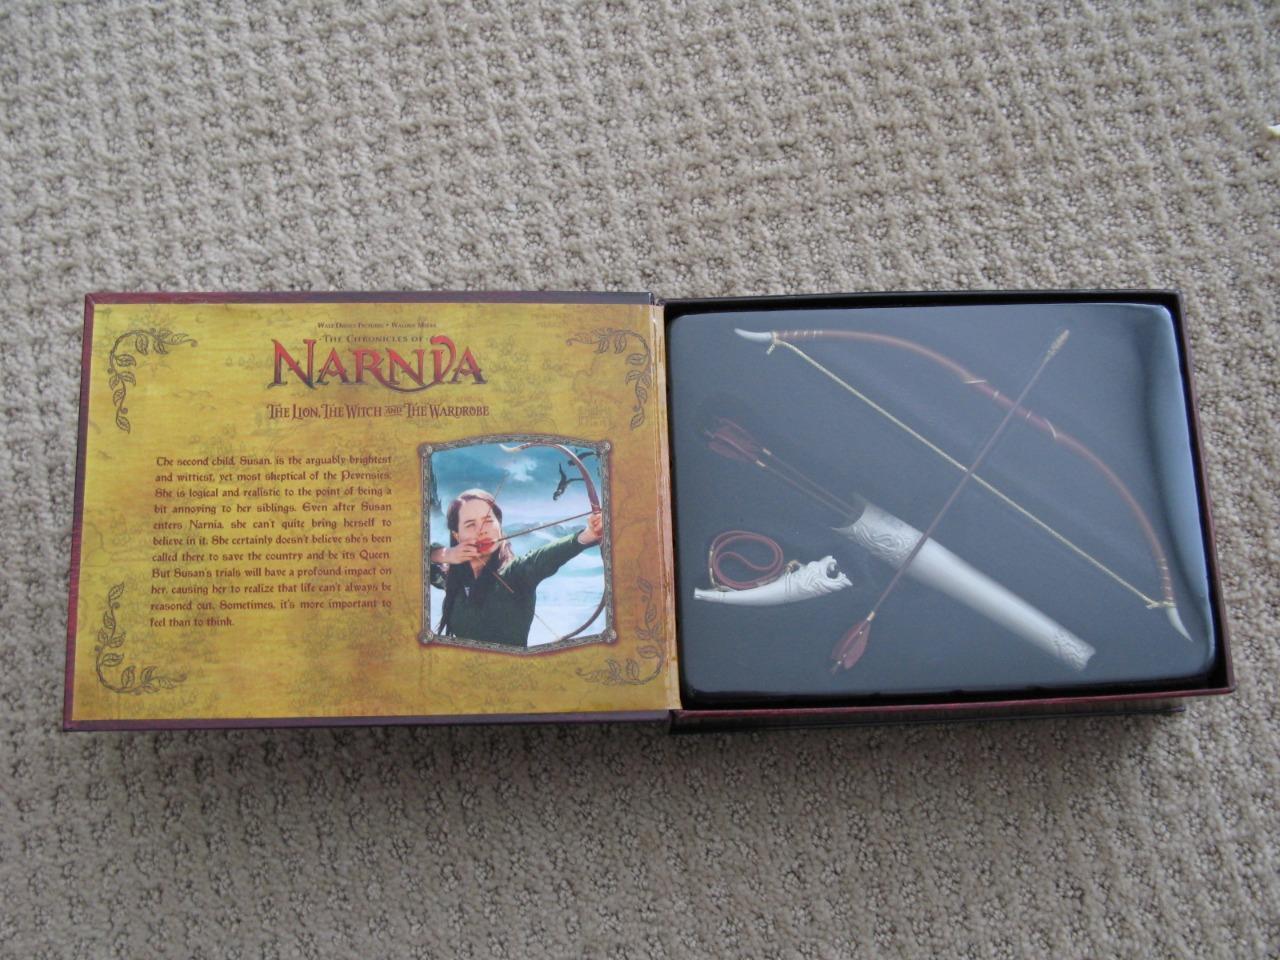 Walt Disney Pictures • Walden Media
The Chronicles of
Narnia
The Lion, The Witch and The Wardrobe
The second child, Susan, is the arguably brightest
and wittiest, yet most skeptical of the Pevensies.
She is logical and realistic to the point of being a
bit annoying to her siblings. Even after Susan
enters Narnia, she can't quite bring herself to
believe in it. She certainly doesn't believe she's been
called there to save the country and be its Queen.
But Susan's trials will have a profound impact on
her, causing her to realize that life can't always be
reasoned out. Sometimes, it's more important to
feel than to think.